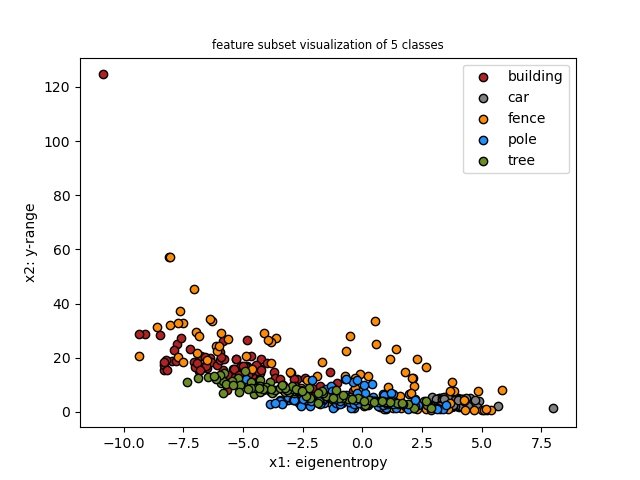 feature subset visualization of 5 classes
building
car
fence
pole
tree
x2: y-range
120
100
80
60
40
20
0
−10.0 −7.5 −5.0 −2.5 0.0 2.5 5.0 7.5
x1: eigenentropy